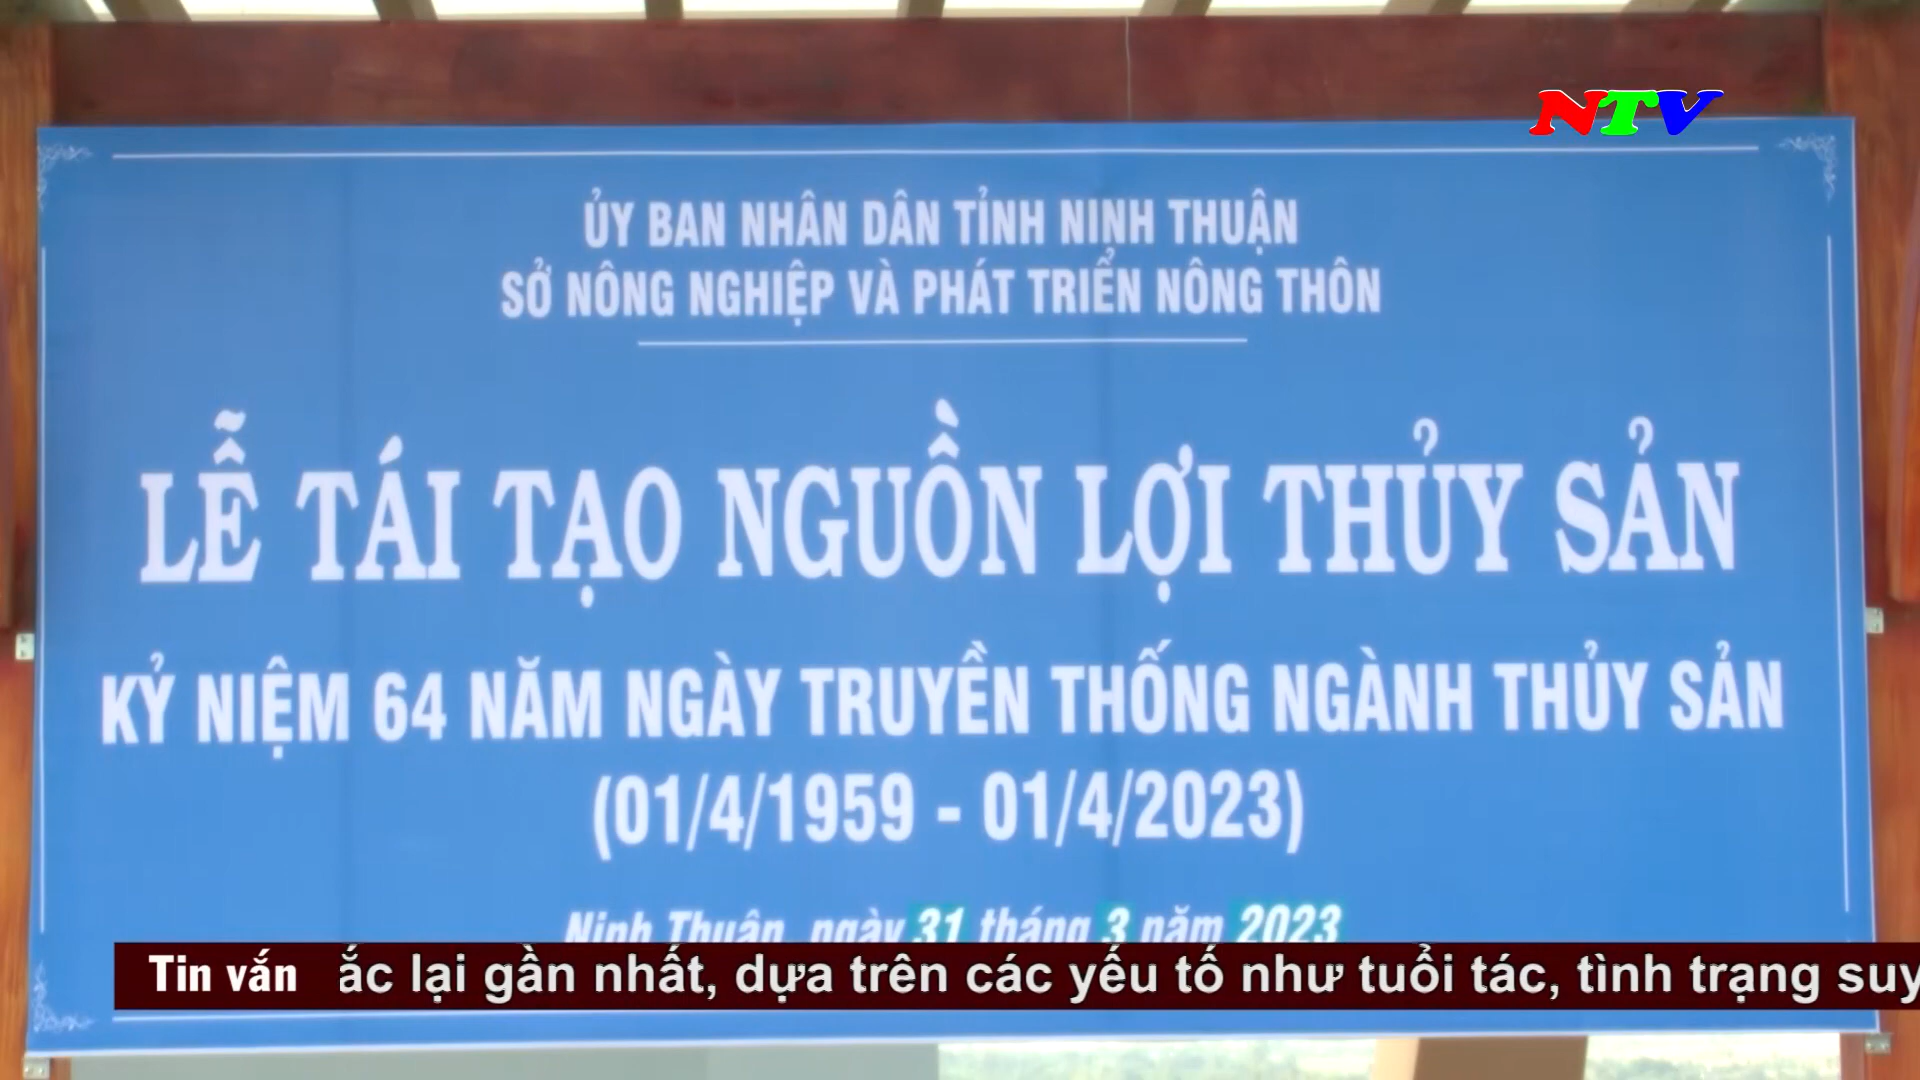 NTV
ỦY BAN NHÂN DÂN TỈNH NINH THUẬN
SỞ NÔNG NGHIỆP VÀ PHÁT TRIỂN NÔNG THÔN
LỄ TÁI TẠO NGUỒN LỢI THỦY SẢN
KỶ NIỆM 64 NĂM NGÀY TRUYỀN THỐNG NGÀNH THỦY SẢN
(01/4/1959 - 01/4/2023)
Ninh Thuận, ngày 31 tháng 3 năm 2023
Tin vắn ắc lại gần nhất, dựa trên các yếu tố như tuổi tác, tình trạng suy